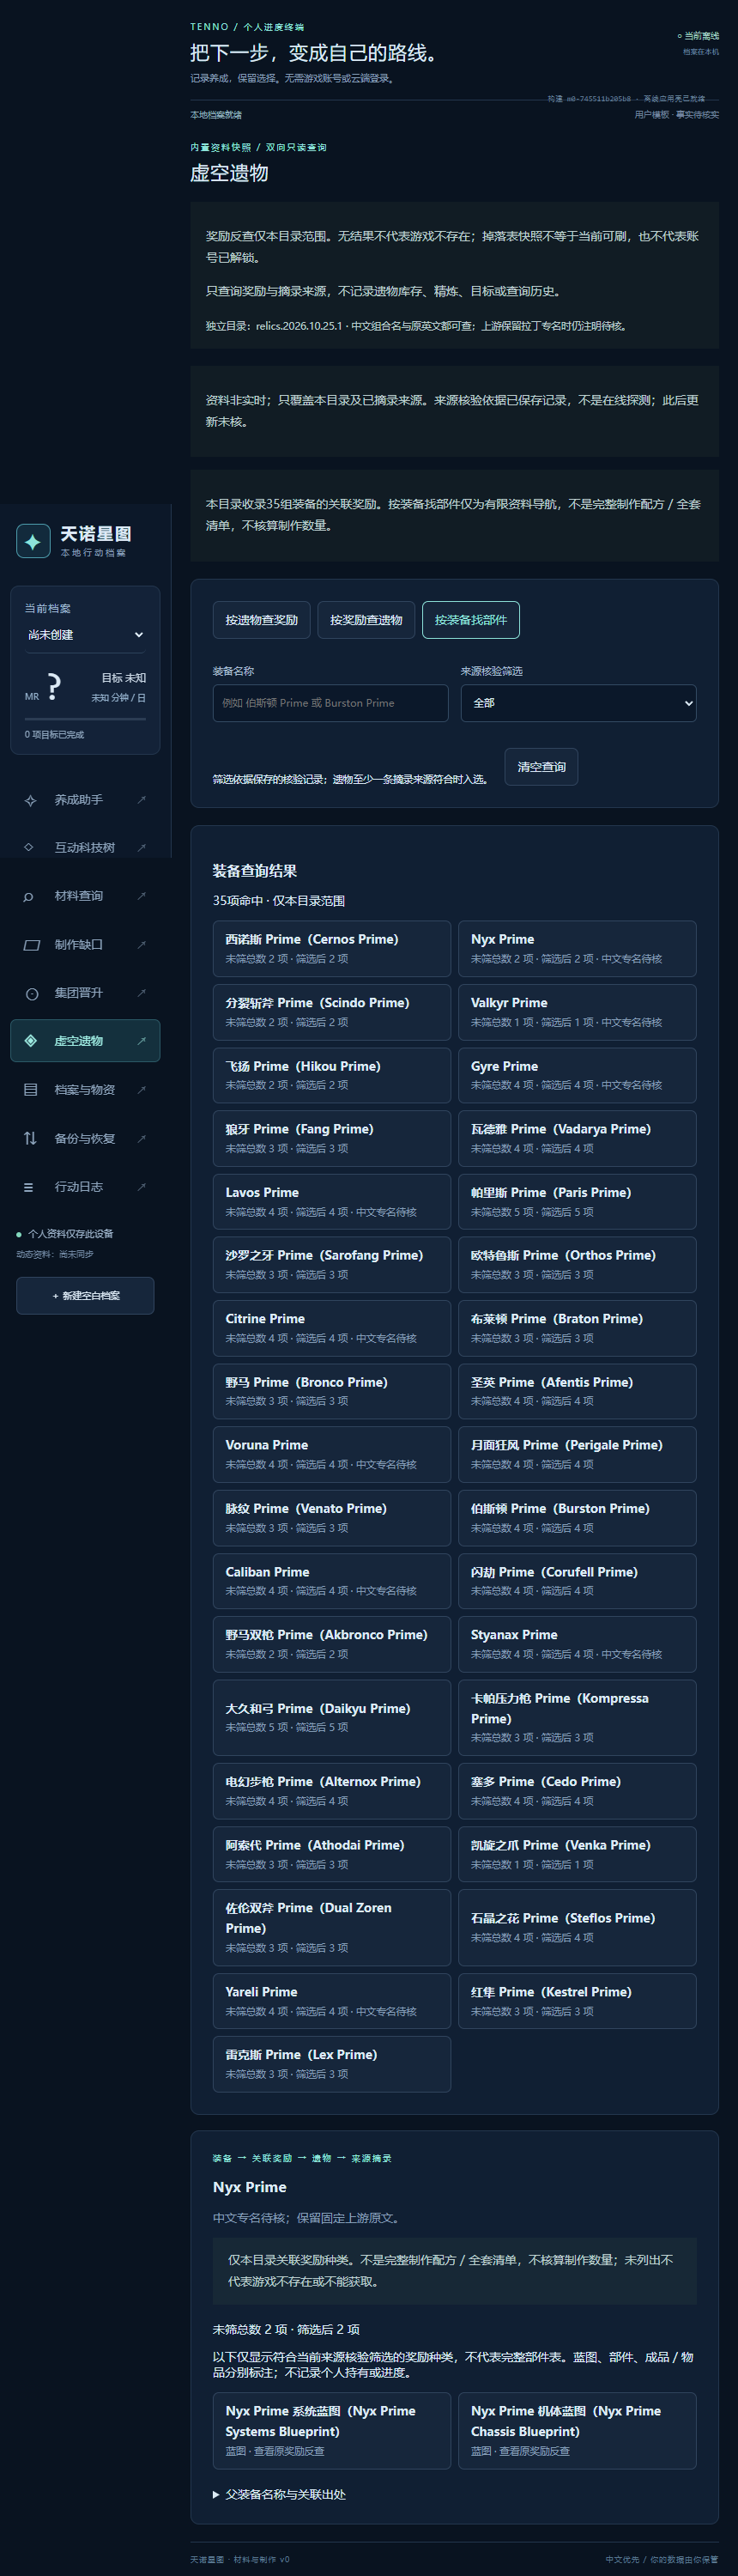 TENNO / 个人进度终端
把下一步，变成自己的路线。
记录养成，保留选择。无需游戏账号或云端登录。
当前离线
档案在本机
构建 m0-745511b205b8 · 离线应用壳已就绪
本地档案就绪
用户模板 · 事实待核实
内置资料快照 / 双向只读查询
虚空遗物
奖励反查仅本目录范围。无结果不代表游戏不存在；掉落表快照不等于当前可刷，也不代表账
号已解锁。
只查询奖励与摘录来源，不记录遗物库存、精炼、目标或查询历史。
独立目录：relics.2026.10.25.1 · 中文组合名与原英文都可查；上游保留拉丁专名时仍注明待核。
资料非实时；只覆盖本目录及已摘录来源。来源核验依据已保存记录，不是在线探测；此后更
新未核。
本目录收录35组装备的关联奖励。按装备找部件仅为有限资料导航，不是完整制作配方 / 全套
清单，不核算制作数量。
天诺星图
本地行动档案
当前档案
尚未创建
MR ?
目标 未知
未知 分钟 / 日
0 项目标已完成
养成助手 ↗
互动科技树 ↗
材料查询 ↗
制作缺口 ↗
集团晋升 ↗
虚空遗物 ↗
档案与物资 ↗
备份与恢复 ↗
行动日志 ↗
个人资料仅存此设备
动态资料：尚未同步
+ 新建空白档案
按遗物查奖励
按奖励查遗物
按装备找部件
装备名称
来源核验筛选
例如 伯斯顿 Prime 或 Burston Prime
全部
筛选依据保存的核验记录；遗物至少一条摘录来源符合时入选。
清空查询
装备查询结果
35项命中 · 仅本目录范围
西诺斯 Prime（Cernos Prime）
未筛总数 2 项 · 筛选后 2 项
Nyx Prime
未筛总数 2 项 · 筛选后 2 项 · 中文专名待核
分裂斩斧 Prime（Scindo Prime）
未筛总数 2 项 · 筛选后 2 项
Valkyr Prime
未筛总数 1 项 · 筛选后 1 项 · 中文专名待核
飞扬 Prime（Hikou Prime）
未筛总数 2 项 · 筛选后 2 项
Gyre Prime
未筛总数 4 项 · 筛选后 4 项 · 中文专名待核
狼牙 Prime（Fang Prime）
未筛总数 3 项 · 筛选后 3 项
瓦德雅 Prime（Vadarya Prime）
未筛总数 4 项 · 筛选后 4 项
Lavos Prime
未筛总数 4 项 · 筛选后 4 项 · 中文专名待核
帕里斯 Prime（Paris Prime）
未筛总数 5 项 · 筛选后 5 项
沙罗之牙 Prime（Sarofang Prime）
未筛总数 3 项 · 筛选后 3 项
欧特鲁斯 Prime（Orthos Prime）
未筛总数 3 项 · 筛选后 3 项
Citrine Prime
未筛总数 4 项 · 筛选后 4 项 · 中文专名待核
布莱顿 Prime（Braton Prime）
未筛总数 3 项 · 筛选后 3 项
野马 Prime（Bronco Prime）
未筛总数 3 项 · 筛选后 3 项
圣英 Prime（Afentis Prime）
未筛总数 4 项 · 筛选后 4 项
Voruna Prime
未筛总数 4 项 · 筛选后 4 项 · 中文专名待核
月面狂风 Prime（Perigale Prime）
未筛总数 4 项 · 筛选后 4 项
脉纹 Prime（Venato Prime）
未筛总数 3 项 · 筛选后 3 项
伯斯顿 Prime（Burston Prime）
未筛总数 4 项 · 筛选后 4 项
Caliban Prime
未筛总数 4 项 · 筛选后 4 项 · 中文专名待核
闪劫 Prime（Corufell Prime）
未筛总数 4 项 · 筛选后 4 项
野马双枪 Prime（Akbronco Prime）
未筛总数 2 项 · 筛选后 2 项
Styanax Prime
未筛总数 4 项 · 筛选后 4 项 · 中文专名待核
大久和弓 Prime（Daikyu Prime）
未筛总数 5 项 · 筛选后 5 项
卡帕压力枪 Prime（Kompressa
Prime）
未筛总数 3 项 · 筛选后 3 项
电幻步枪 Prime（Alternox Prime）
未筛总数 4 项 · 筛选后 4 项
塞多 Prime（Cedo Prime）
未筛总数 4 项 · 筛选后 4 项
阿索代 Prime（Athodai Prime）
未筛总数 3 项 · 筛选后 3 项
凯旋之爪 Prime（Venka Prime）
未筛总数 1 项 · 筛选后 1 项
佐伦双斧 Prime（Dual Zoren
Prime）
未筛总数 3 项 · 筛选后 3 项
石晶之花 Prime（Steflos Prime）
未筛总数 4 项 · 筛选后 4 项
Yareli Prime
未筛总数 4 项 · 筛选后 4 项 · 中文专名待核
红隼 Prime（Kestrel Prime）
未筛总数 3 项 · 筛选后 3 项
雷克斯 Prime（Lex Prime）
未筛总数 3 项 · 筛选后 3 项
装备 → 关联奖励 → 遗物 → 来源摘录
Nyx Prime
中文专名待核；保留固定上游原文。
仅本目录关联奖励种类。不是完整制作配方 / 全套清单，不核算制作数量；未列出不
代表游戏不存在或不能获取。
未筛总数 2 项 · 筛选后 2 项
以下仅显示符合当前来源核验筛选的奖励种类，不代表完整部件表。蓝图、部件、成品 / 物
品分别标注；不记录个人持有或进度。
Nyx Prime 系统蓝图（Nyx Prime
Systems Blueprint）
蓝图 · 查看原奖励反查
Nyx Prime 机体蓝图（Nyx Prime
Chassis Blueprint）
蓝图 · 查看原奖励反查
▶ 父装备名称与关联出处
天诺星图 · 材料与制作 v0
中文优先 / 你的数据由你保管